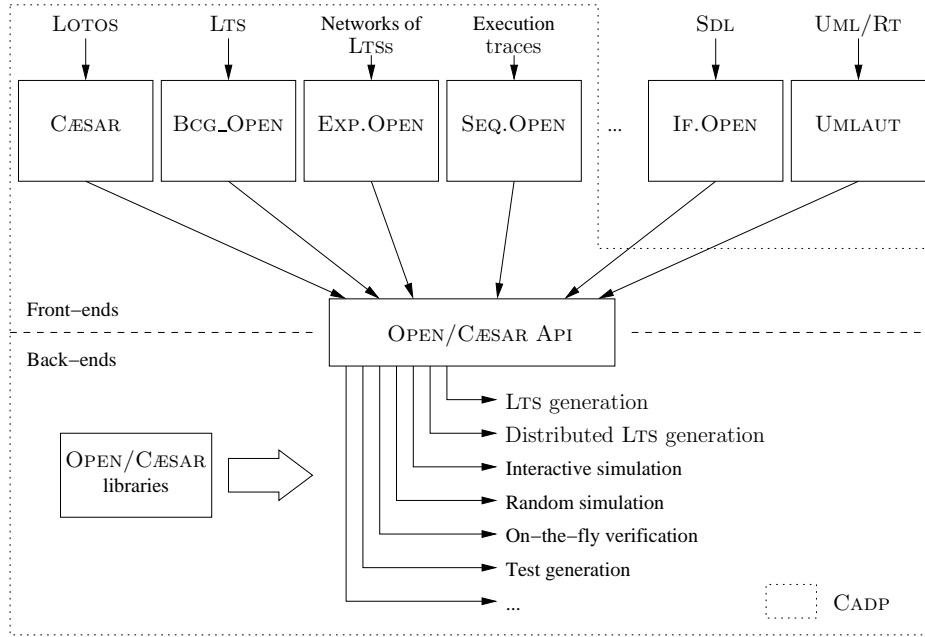 LOTOS
LTS
Networks of
LTSs
Execution
traces
SDL
UML/RT
CÆSAR
BCG_OPEN
EXP.OPEN
SEQ.OPEN
...
IF.OPEN
UMLAUT
Front−ends
OPEN/CÆSAR API
Back−ends
LTS generation
Distributed LTS generation
OPEN/CÆSAR
libraries
Interactive simulation
Random simulation
On−the−fly verification
Test generation
...
CADP